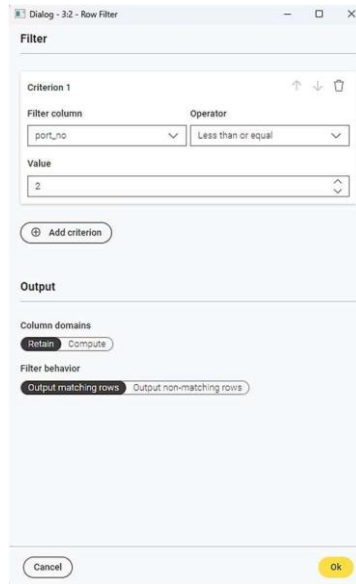 Dialog - 3:2 - Row Filter
Filter
Criterion 1
Filter column
Operator
port_no
Less than or equal
Value
2
Add criterion
Output
Column domains
Retain Compute
Filter behavior
Output matching rows Output non-matching rows
Cancel
Ok